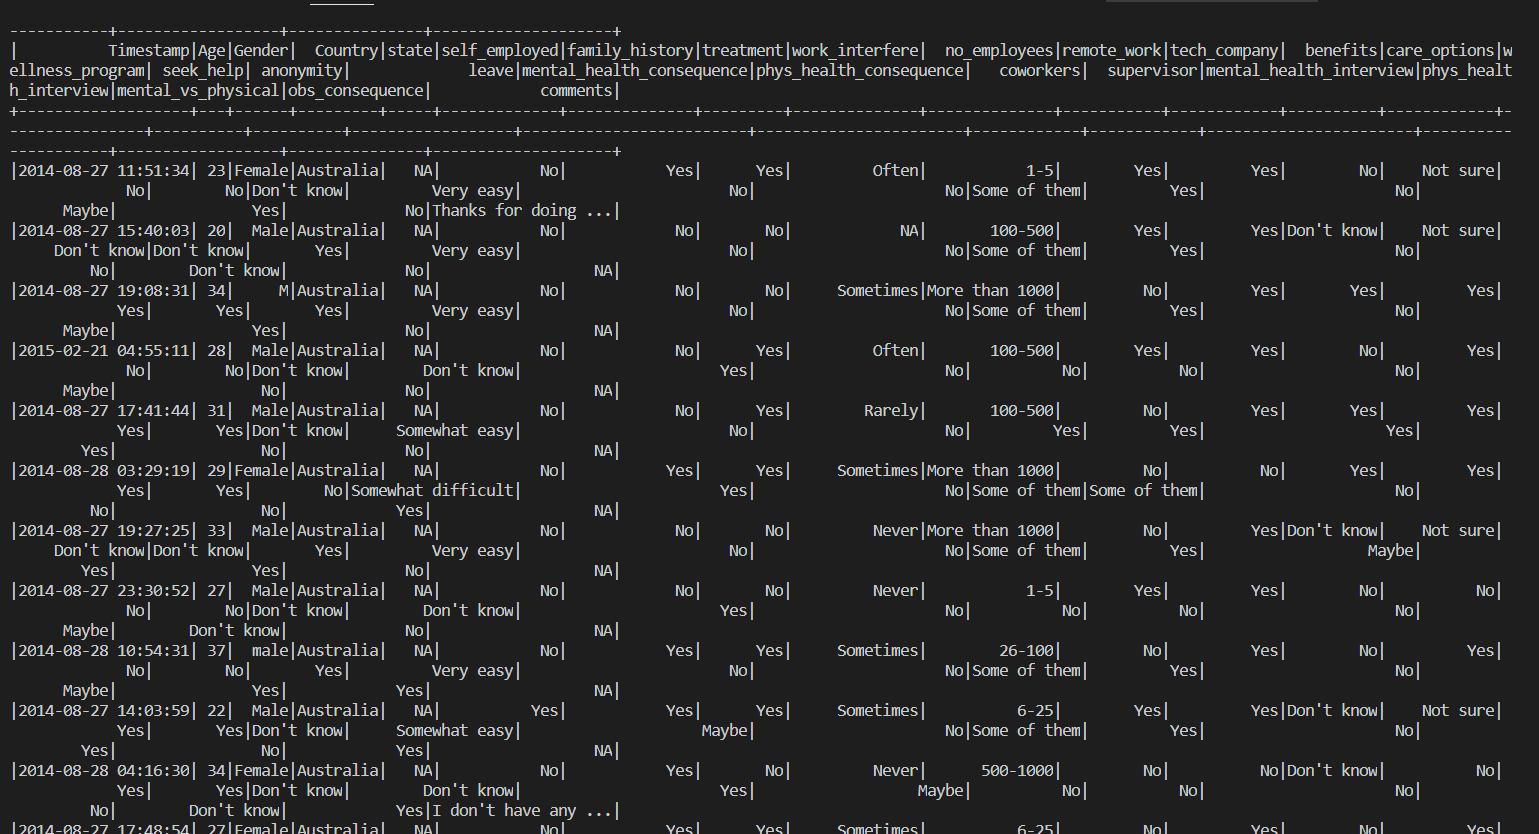 -----------+------------------+---------------+--------------------+
|          Timestamp|Age|Gender|  Country|state|self_employed|family_history|treatment|work_interfere|  no_employees|remote_work|tech_company|  benefits|care_options|w
ellness_program| seek_help| anonymity|             leave|mental_health_consequence|phys_health_consequence|   coworkers|  supervisor|mental_health_interview|phys_healt
h_interview|mental_vs_physical|obs_consequence|            comments|
+-------------------+---+------+---------+-----+-------------+--------------+---------+--------------+--------------+-----------+------------+----------+------------+-
---------------+----------+----------+------------------+-------------------------+-----------------------+------------+------------+-----------------------+----------
-----------+------------------+---------------+--------------------+
|2014-08-27 11:51:34| 23|Female|Australia|   NA|           No|           Yes|      Yes|         Often|           1-5|        Yes|         Yes|        No|    Not sure|
             No|        No|Don't know|         Very easy|                       No|                     No|Some of them|         Yes|                     No|
      Maybe|               Yes|             No|Thanks for doing ...|
|2014-08-27 15:40:03| 20|  Male|Australia|   NA|           No|            No|       No|            NA|       100-500|        Yes|         Yes|Don't know|    Not sure|
     Don't know|Don't know|       Yes|         Very easy|                       No|                     No|Some of them|         Yes|                     No|
         No|        Don't know|             No|                  NA|
|2014-08-27 19:08:31| 34|     M|Australia|   NA|           No|            No|       No|     Sometimes|More than 1000|         No|         Yes|       Yes|         Yes|
            Yes|       Yes|       Yes|         Very easy|                       No|                     No|Some of them|         Yes|                     No|
      Maybe|               Yes|             No|                  NA|
|2015-02-21 04:55:11| 28|  Male|Australia|   NA|           No|            No|      Yes|         Often|       100-500|        Yes|         Yes|        No|         Yes|
             No|        No|Don't know|        Don't know|                      Yes|                     No|          No|          No|                     No|
      Maybe|                No|             No|                  NA|
|2014-08-27 17:41:44| 31|  Male|Australia|   NA|           No|            No|      Yes|        Rarely|       100-500|         No|         Yes|       Yes|         Yes|
            Yes|       Yes|Don't know|     Somewhat easy|                       No|                     No|         Yes|         Yes|                    Yes|
        Yes|                No|             No|                  NA|
|2014-08-28 03:29:19| 29|Female|Australia|   NA|           No|           Yes|      Yes|     Sometimes|More than 1000|         No|          No|       Yes|         Yes|
            Yes|       Yes|        No|Somewhat difficult|                      Yes|                     No|Some of them|Some of them|                     No|
         No|                No|            Yes|                  NA|
|2014-08-27 19:27:25| 33|  Male|Australia|   NA|           No|            No|       No|         Never|More than 1000|         No|         Yes|Don't know|    Not sure|
     Don't know|Don't know|       Yes|         Very easy|                       No|                     No|Some of them|         Yes|                  Maybe|
        Yes|               Yes|             No|                  NA|
|2014-08-27 23:30:52| 27|  Male|Australia|   NA|           No|            No|       No|         Never|           1-5|        Yes|         Yes|        No|          No|
             No|        No|Don't know|        Don't know|                      Yes|                     No|          No|          No|                     No|
      Maybe|        Don't know|             No|                  NA|
|2014-08-28 10:54:31| 37|  male|Australia|   NA|           No|           Yes|      Yes|     Sometimes|        26-100|         No|         Yes|        No|         Yes|
             No|        No|       Yes|         Very easy|                       No|                     No|Some of them|         Yes|                     No|
      Maybe|               Yes|            Yes|                  NA|
|2014-08-27 14:03:59| 22|  Male|Australia|   NA|          Yes|           Yes|      Yes|     Sometimes|          6-25|        Yes|         Yes|Don't know|    Not sure|
            Yes|       Yes|Don't know|     Somewhat easy|                    Maybe|                     No|Some of them|         Yes|                     No|
        Yes|                No|            Yes|                  NA|
|2014-08-28 04:16:30| 34|Female|Australia|   NA|           No|           Yes|       No|         Never|      500-1000|         No|          No|Don't know|          No|
            Yes|       Yes|Don't know|        Don't know|                      Yes|                  Maybe|          No|          No|                     No|
         No|        Don't know|            Yes|I don't have any ...|
|2014-08-28 17:48:54| 27|Female|Australia|   NA|           No|           Yes|      Yes|     Sometimes|          6-25|         No|         Yes|        No|         Yes|